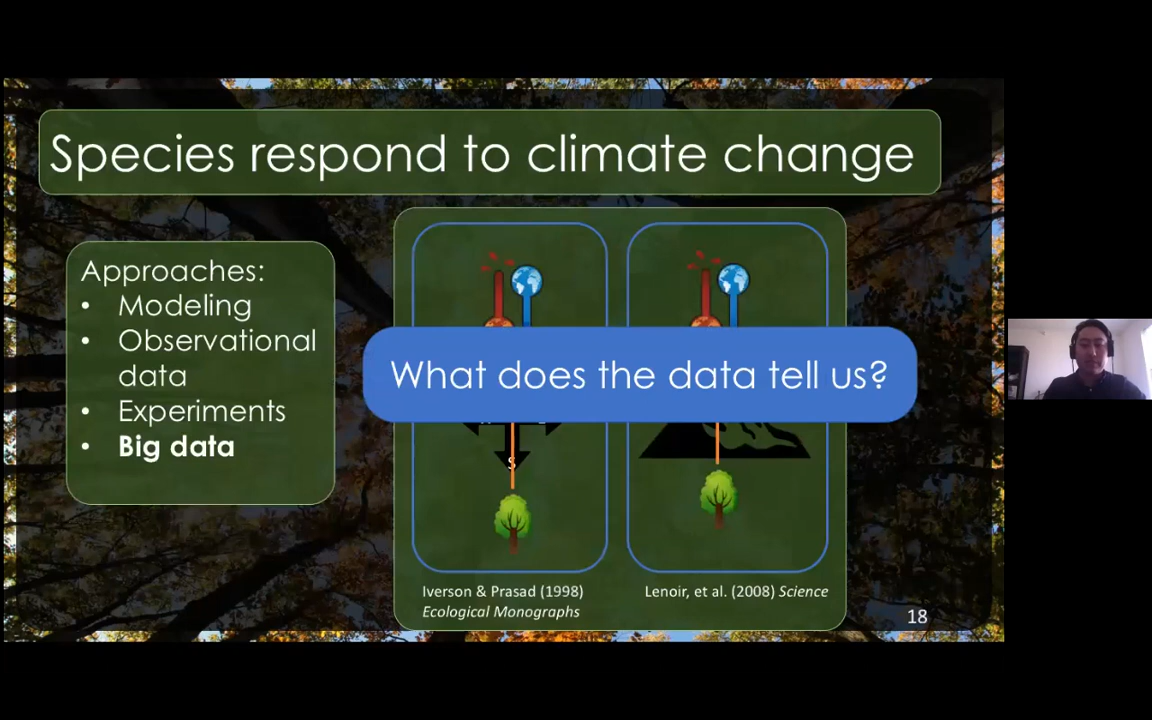 Species respond to climate change
Approaches:
• Modeling
• Observational
data
• Experiments
• Big data
What does the data tell us?
S
Iverson & Prasad (1998)
Ecological Monographs
Lenoir, et al. (2008) Science
18